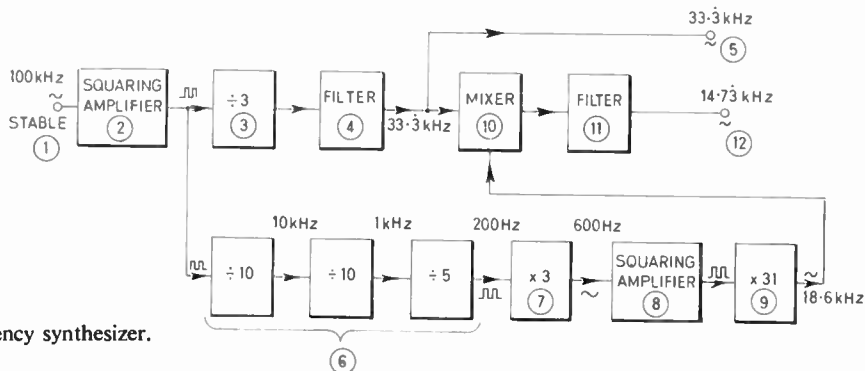 33·3̇kHz
⑤
100kHz
SQUARING
AMPLIFIER
②
÷3
③
FILTER
④
33·3̇kHz
MIXER
⑩
FILTER
⑪
14·73̇kHz
⑫
STABLE
①
10kHz
1kHz
200Hz
600Hz
÷10
÷10
÷5
×3
⑦
SQUARING
AMPLIFIER
⑧
×31
⑨
18·6kHz
ency synthesizer.
⑥